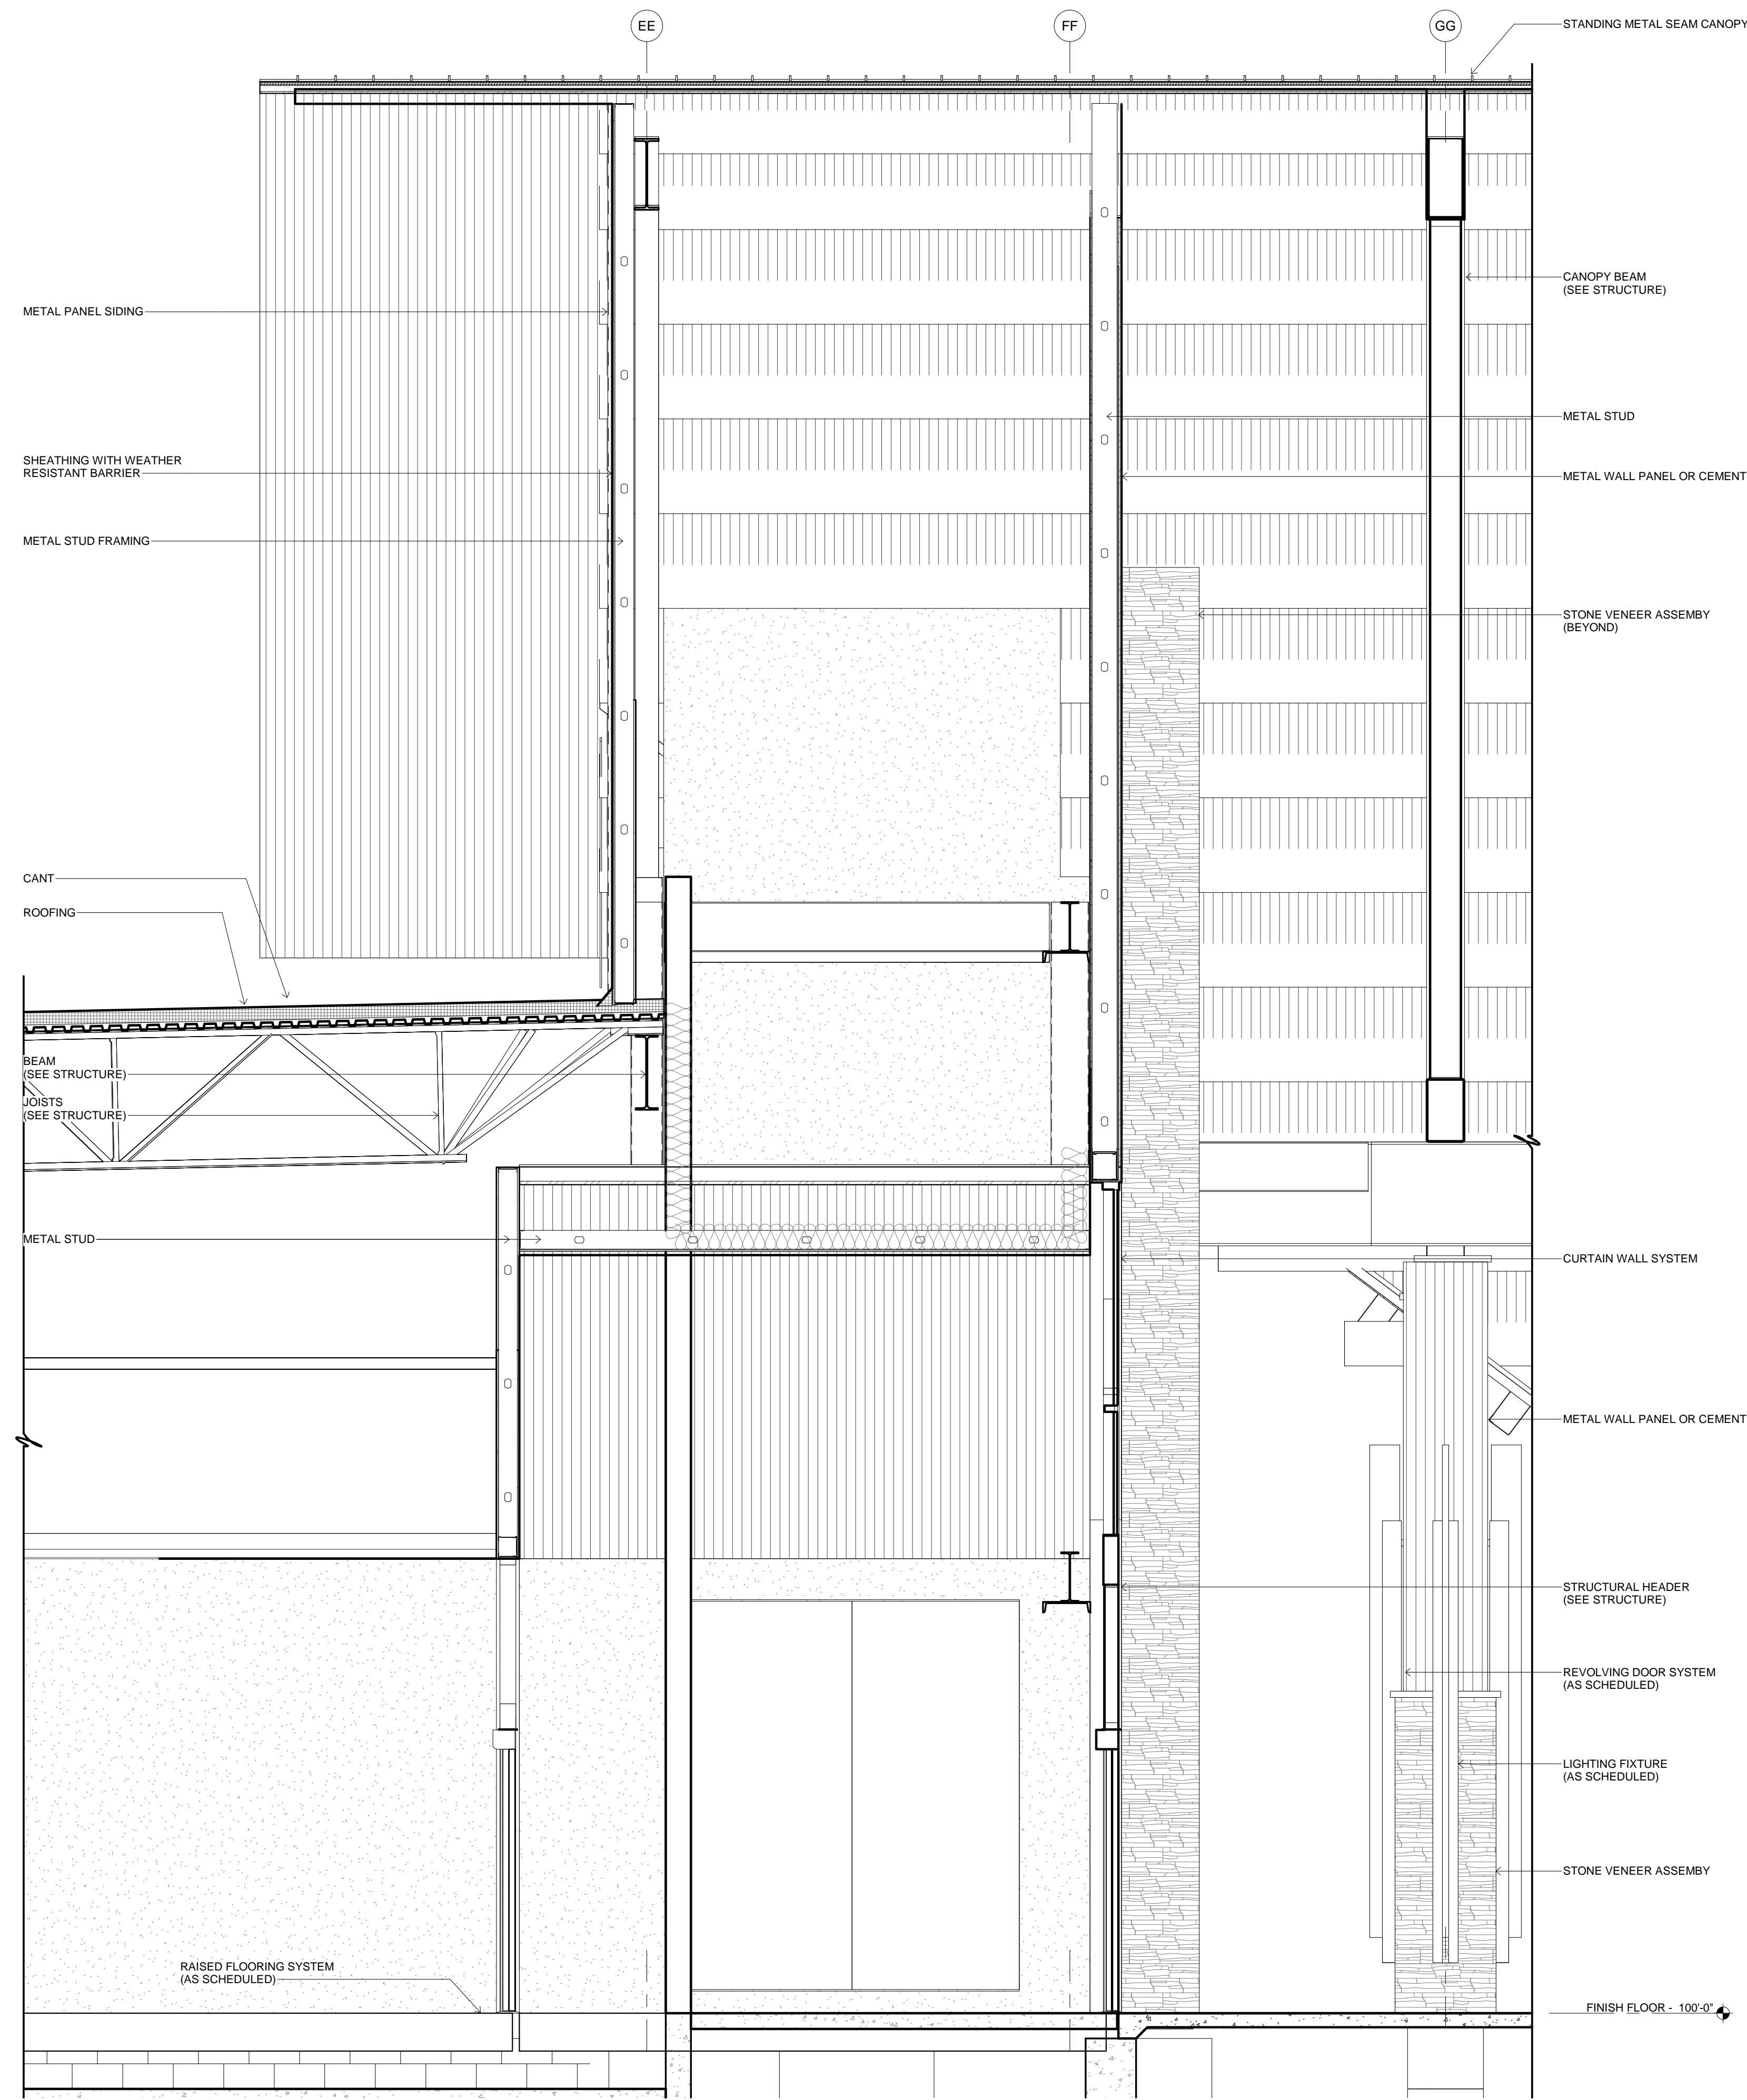 EE
FF
GG
STANDING METAL SEAM CANOPY
CANOPY BEAM
(SEE STRUCTURE)
METAL PANEL SIDING
METAL STUD
SHEATHING WITH WEATHER
RESISTANT BARRIER
METAL WALL PANEL OR CEMENT
METAL STUD FRAMING
STONE VENEER ASSEMBY
(BEYOND)
CANT
ROOFING
BEAM
(SEE STRUCTURE)
JOISTS
(SEE STRUCTURE)
METAL STUD
CURTAIN WALL SYSTEM
METAL WALL PANEL OR CEMENT
STRUCTURAL HEADER
(SEE STRUCTURE)
REVOLVING DOOR SYSTEM
(AS SCHEDULED)
LIGHTING FIXTURE
(AS SCHEDULED)
STONE VENEER ASSEMBY
RAISED FLOORING SYSTEM
(AS SCHEDULED)
FINISH FLOOR - 100'-0"